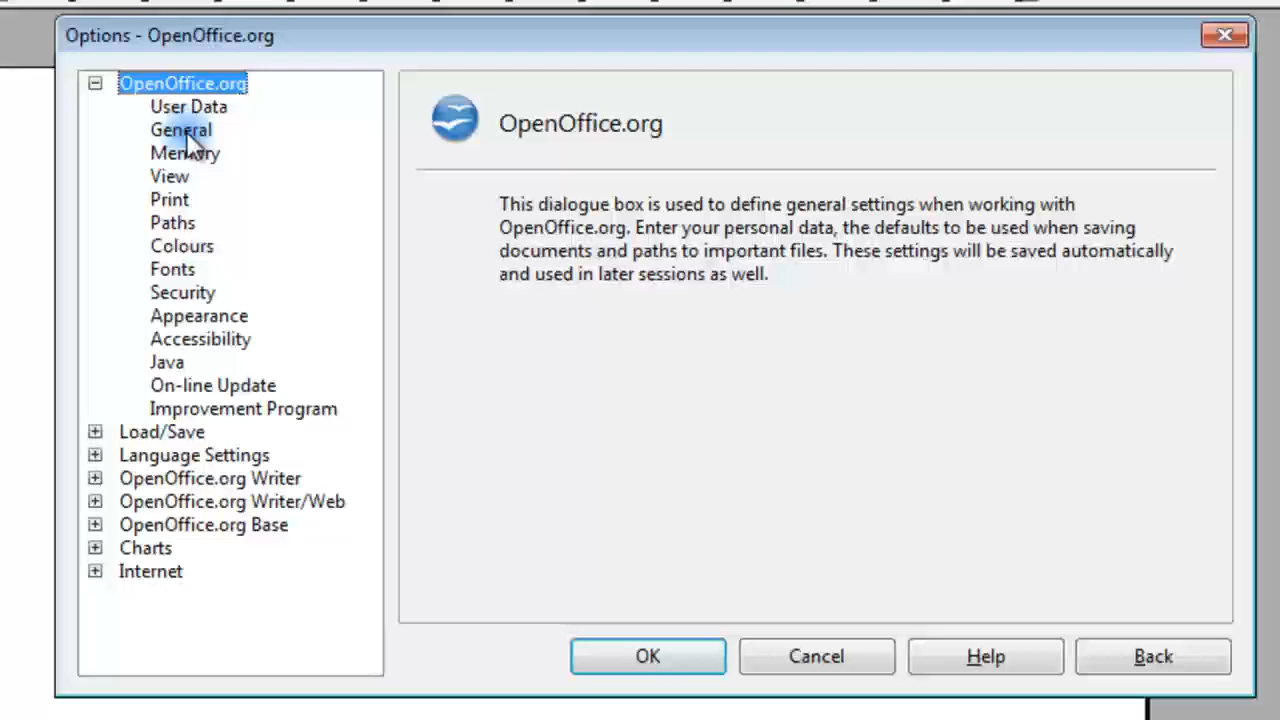 Options - OpenOffice.org
OpenOffice.org
User Data
General
Memory
View
Print
Paths
Colours
Fonts
Security
Appearance
Accessibility
Java
On-line Update
Improvement Program
Load/Save
Language Settings
OpenOffice.org Writer
OpenOffice.org Writer/Web
OpenOffice.org Base
Charts
Internet
OpenOffice.org
This dialogue box is used to define general settings when working with
OpenOffice.org. Enter your personal data, the defaults to be used when saving
documents and paths to important files. These settings will be saved automatically
and used in later sessions as well.
OK
Cancel
Help
Back